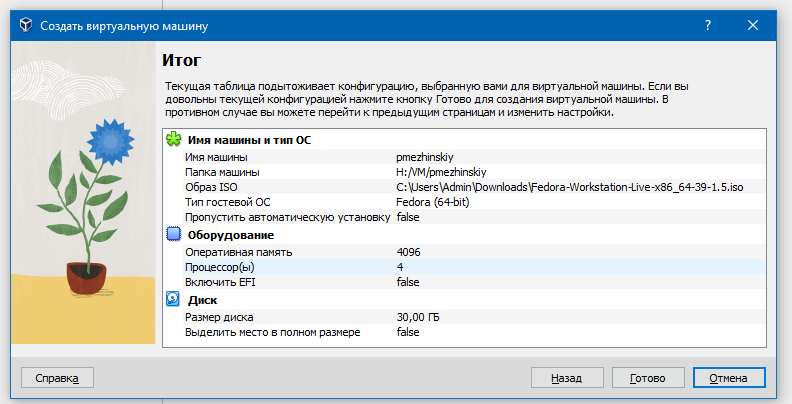 Создать виртуальную машину
?
Итог
Текущая таблица подытоживает конфигурацию, выбранную вами для виртуальной машины. Если вы
довольны текущей конфигурацией нажмите кнопку Готово для создания виртуальной машины. В
противном случае вы можете перейти к предыдущим страницам и изменить настройки.
Имя машины и тип ОС
Имя машины pmezhinskiy
Папка машины H:/VM/pmezhinskiy
Образ ISO C:\Users\Admin\Downloads\Fedora-Workstation-Live-x86_64-39-1.5.iso
Тип гостевой ОС Fedora (64-bit)
Пропустить автоматическую установку false
Оборудование
Оперативная память 4096
Процессор(ы) 4
Включить EFI false
Диск
Размер диска 30,00 ГБ
Выделить место в полном размере false
Справка Назад Готово Отмена